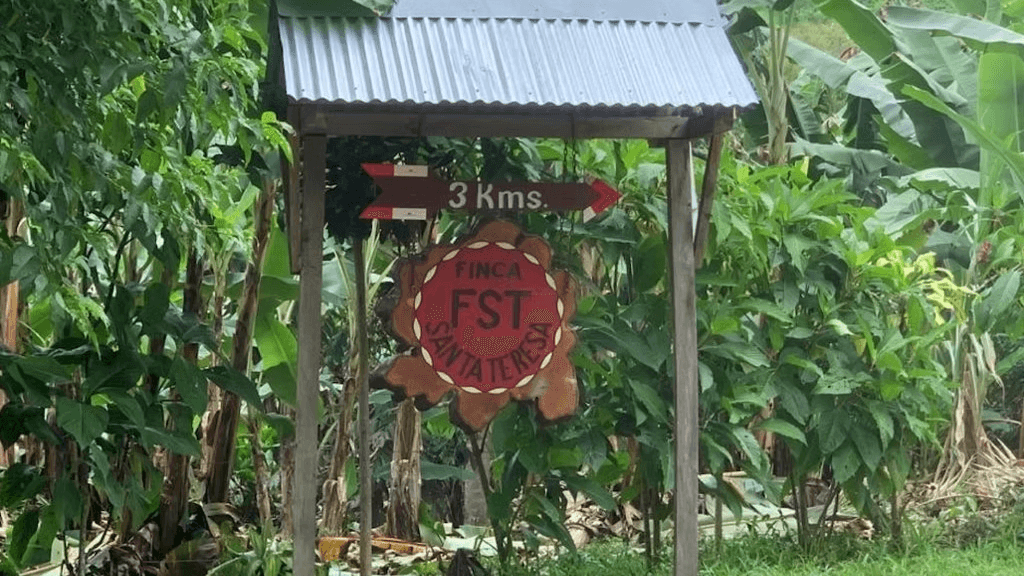 3 Kms.
FINCA
FST
SANTA TERESA